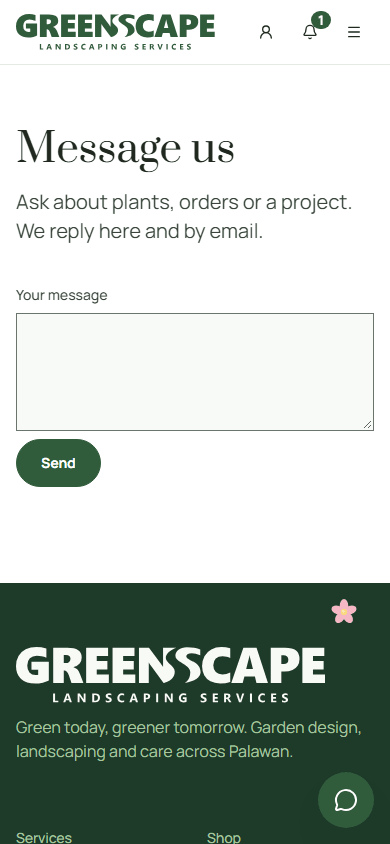 GREENSCAPE
LANDSCAPING SERVICES
1
Message us
Ask about plants, orders or a project.
We reply here and by email.
Your message
Send
GREENSCAPE
LANDSCAPING SERVICES
Green today, greener tomorrow. Garden design,
landscaping and care across Palawan.
Services
Shop